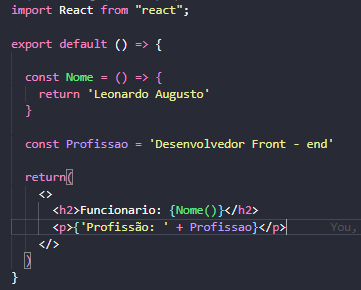 import React from "react";
export default () => {
const Nome = () => {
return 'Leonardo Augusto'
}
const Profissao = 'Desenvolvedor Front - end'
return(
<>
<h2>Funcionario: {Nome()}</h2>
<p>{'Profissão: ' + Profissao}</p> You,
</>
)
}